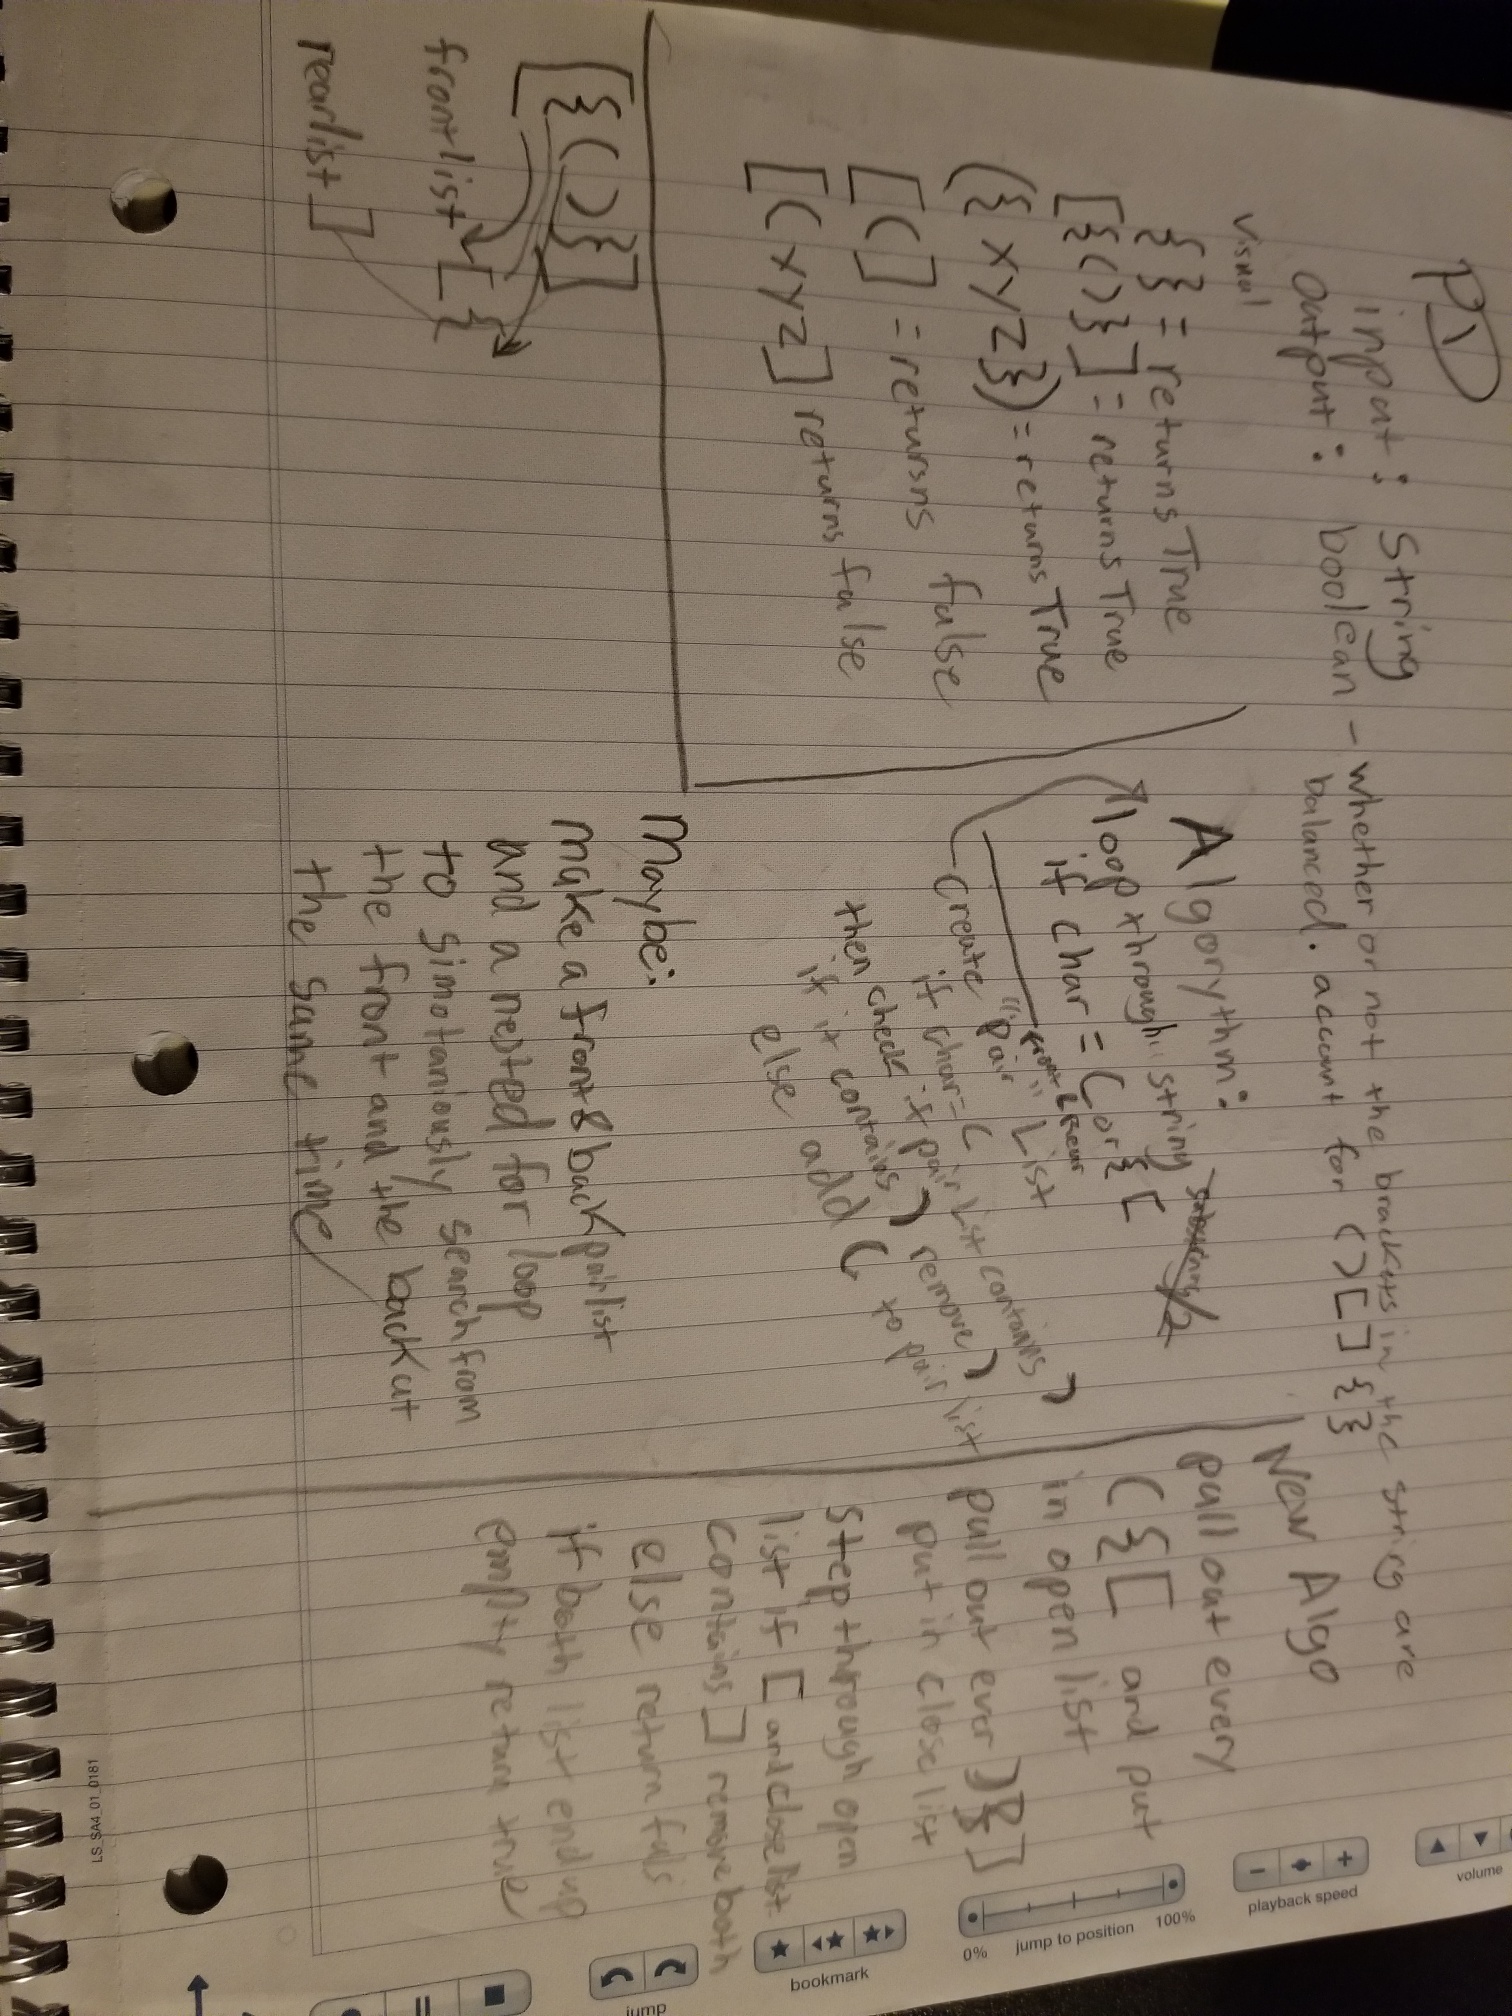 PD
input: String
output: boolean - whether or not the brackets in the string are
balanced. account for ( ) [ ] { }
Visual
{ } = returns True
[{()}] = returns True
({xyz}) = returns True
[(] = retursns false
[(xyz] returns false
[{()}]
frontlist [ {
rearlist ]
Algorythm:
loop through string substring/2
if char = ( or { [
front & Rear
create "pair" List
if char = (
then check if pair list contains )
if it contains ) remove )
else add ( to pair list
Maybe:
make a front & back pairlist
and a nested for loop
to simotaniously search from
the front and the back at
the same time
New Algo
pull out every
( { [ and put
in open list
pull out ever ) } ]
put in close list
Step through open
list if [ and close list
contains ] remove both
else return fals
if both list end up
empty return true
volume
- playback speed +
0% jump to position 100%
bookmark
jump
LS_SA4_01_0181